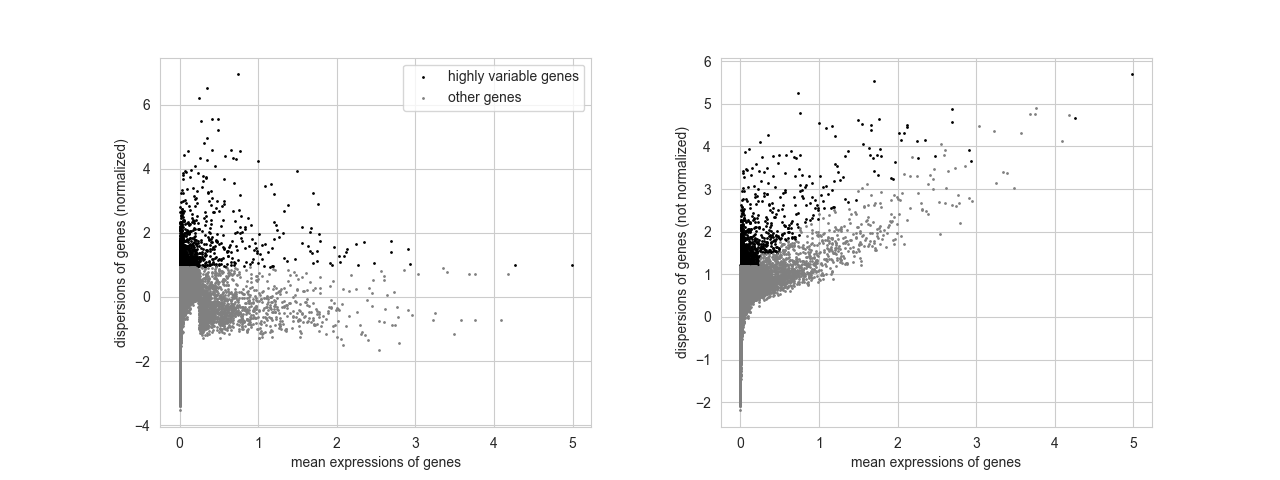 highly variable genes
other genes
dispersions of genes (normalized)
6
4
2
0
−2
−4
0 1 2 3 4 5
mean expressions of genes
dispersions of genes (not normalized)
6
5
4
3
2
1
0
−1
−2
0 1 2 3 4 5
mean expressions of genes